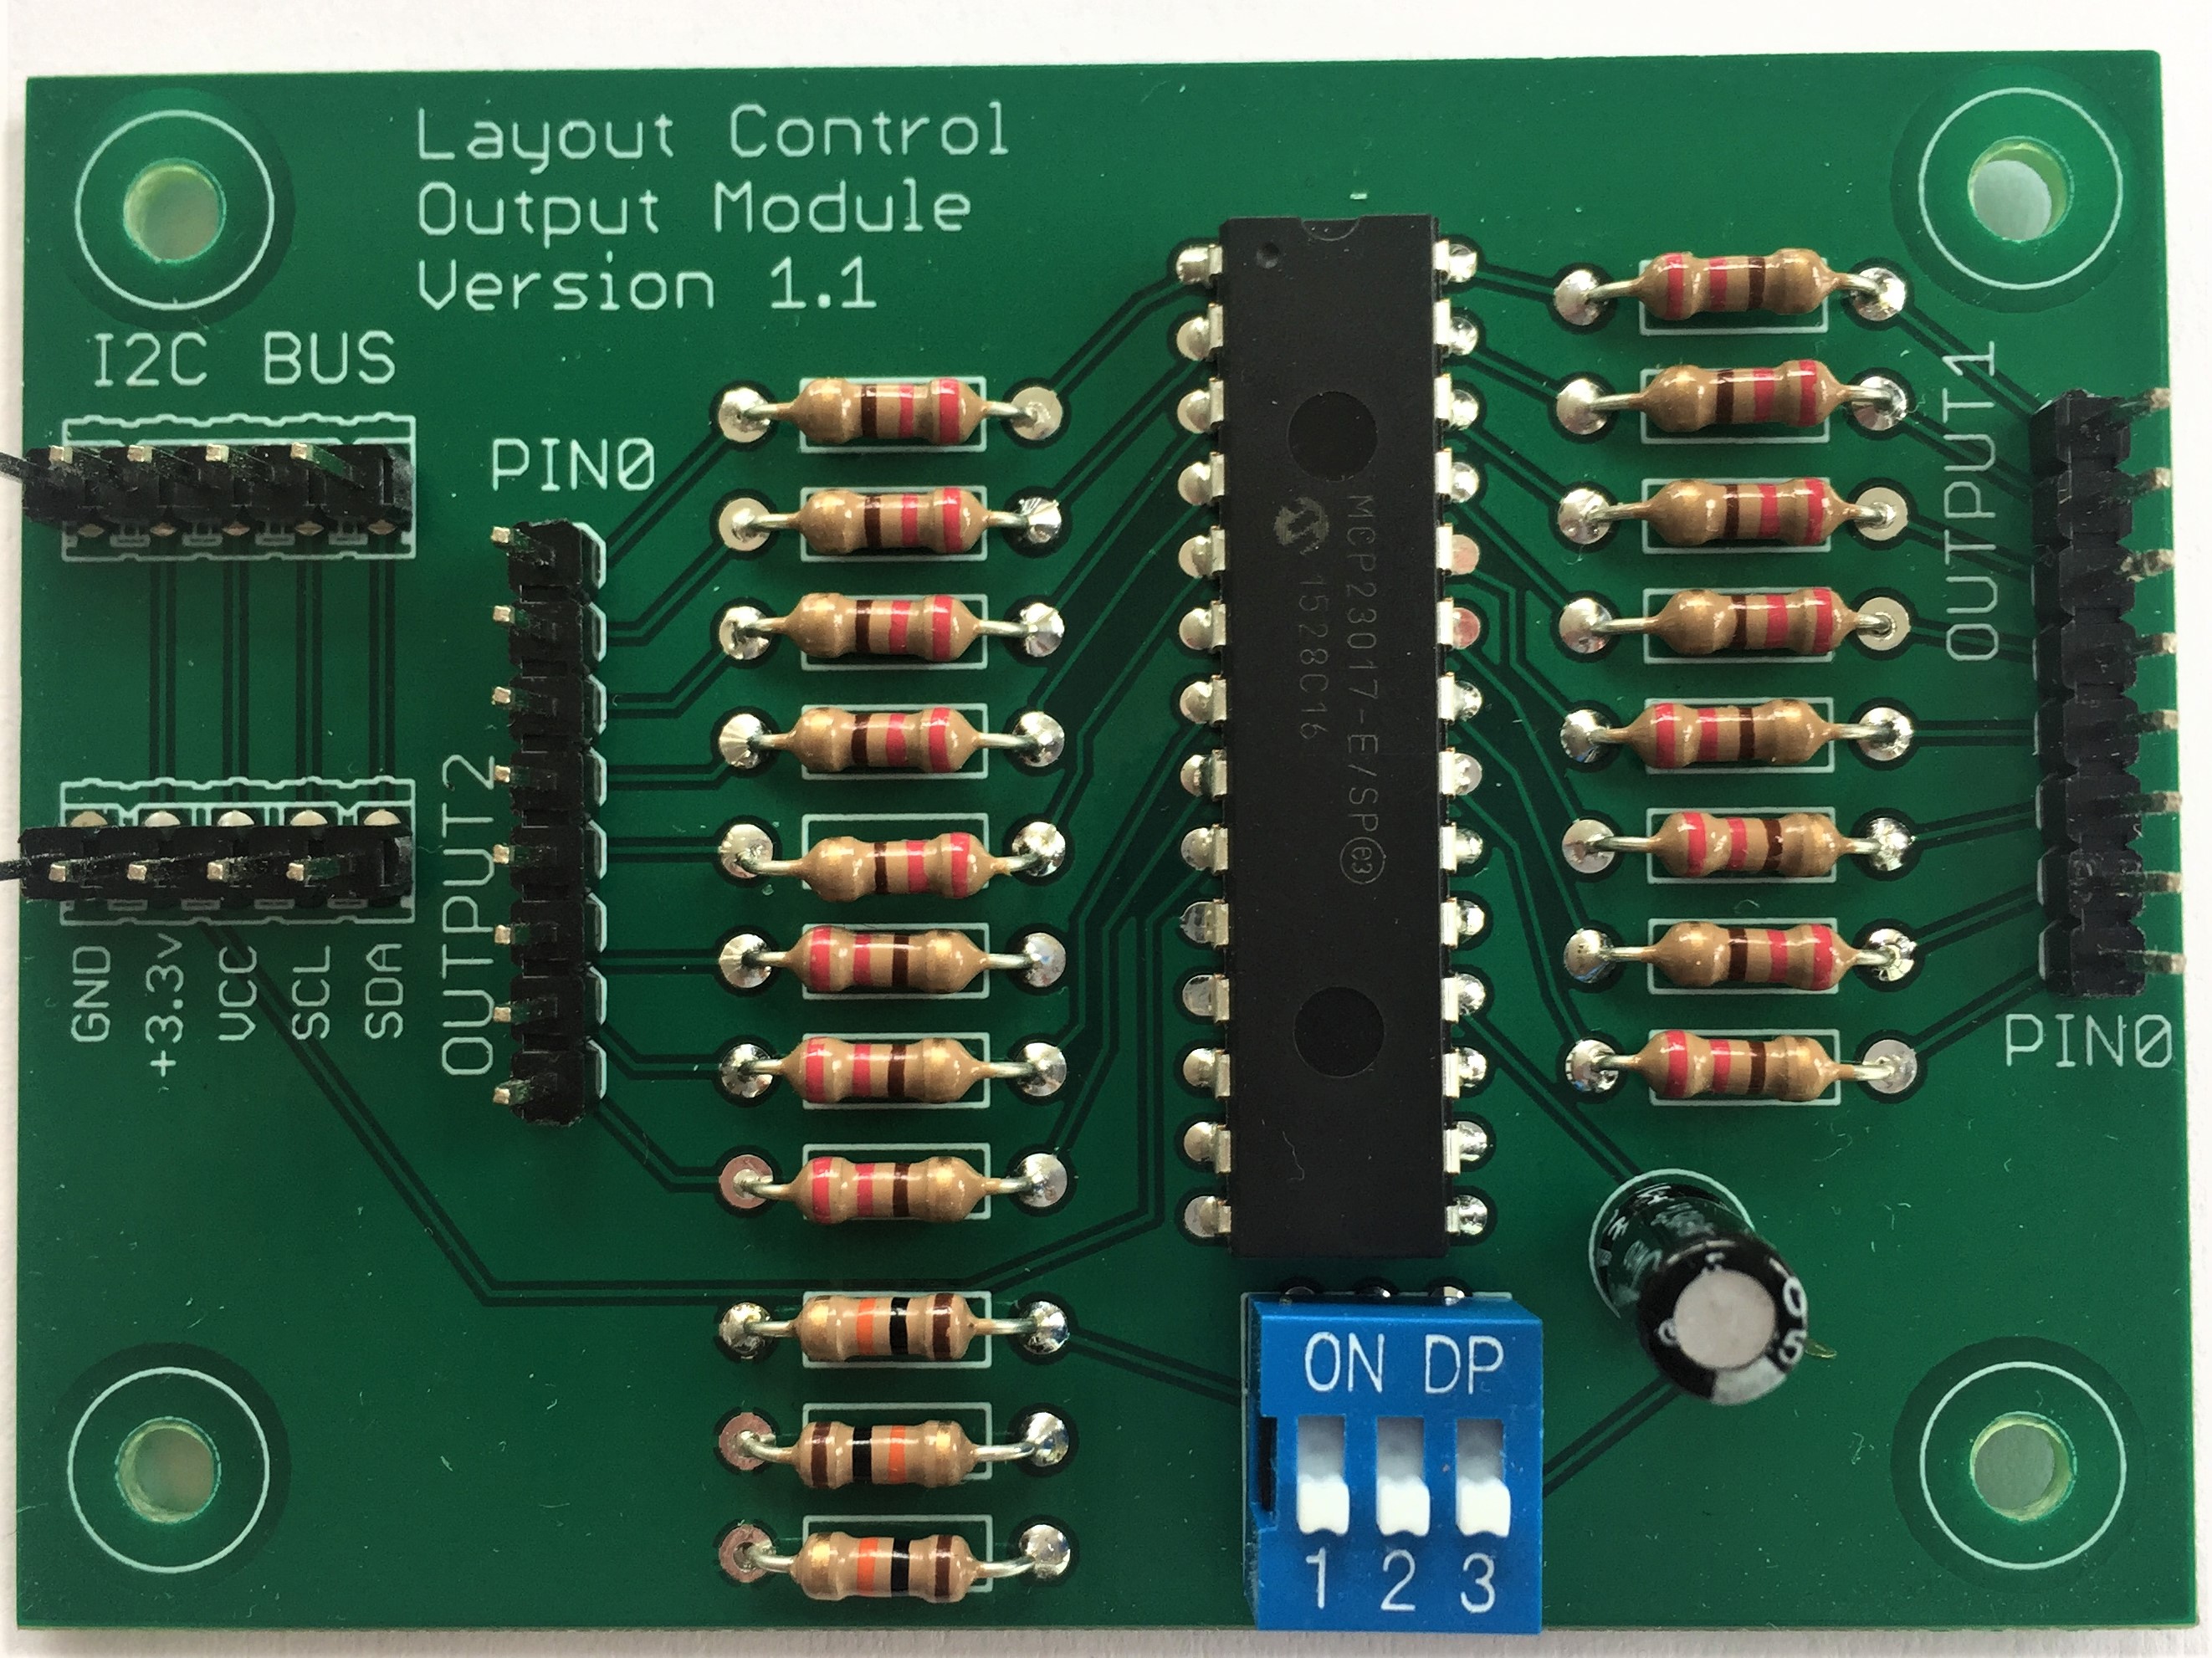 Layout Control
Output Module
Version 1.1
I2C BUS
PIN0
OUTPUT2
GND
+3.3v
VCC
SCL
SDA
MCP23017-E/SP 03
1528C16
OUTPUT1
PIN0
ON DP
1 2 3